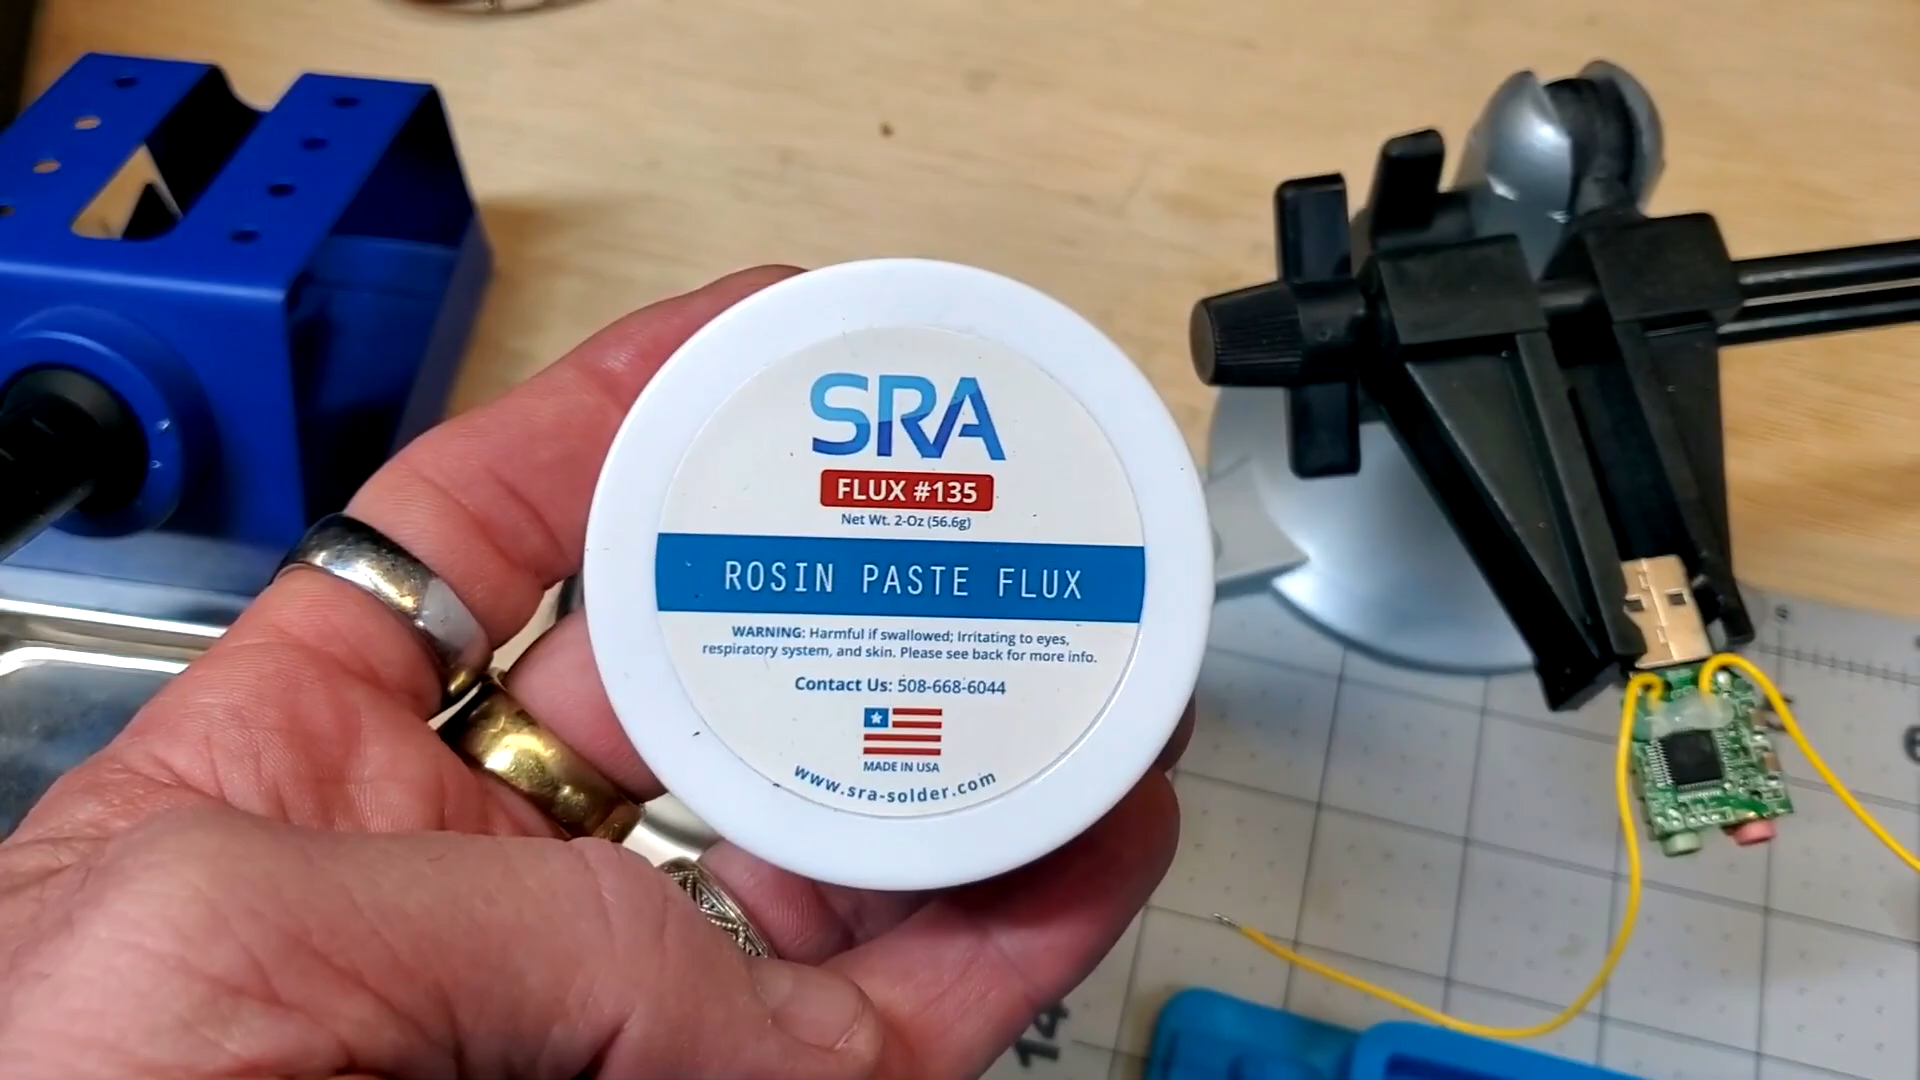 SRA
FLUX #135
Net Wt. 2-Oz (56.6g)
ROSIN PASTE FLUX
WARNING: Harmful if swallowed; Irritating to eyes,
respiratory system, and skin. Please see back for more info.
Contact Us: 508-668-6044
MADE IN USA
www.sra-solder.com
14
6